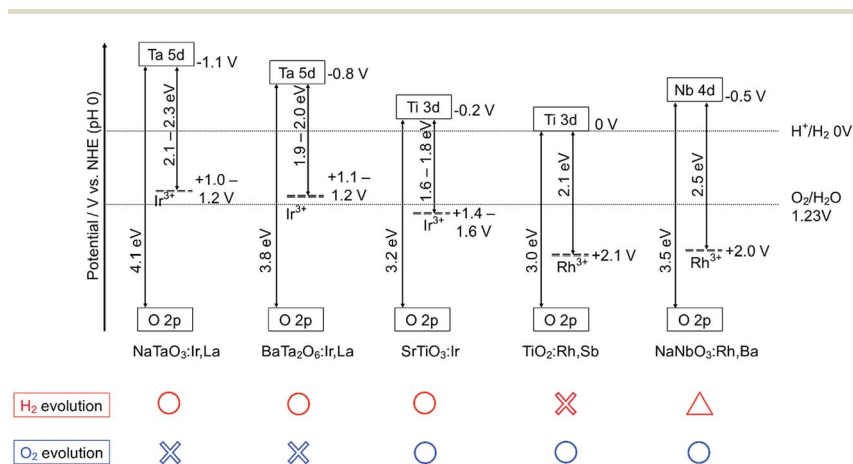 Potential / V vs. NHE (pH 0)
Ta 5d
-1.1 V
2.1 – 2.3 eV
+1.0 –
1.2 V
Ir3+
4.1 eV
O 2p
NaTaO3:Ir,La
Ta 5d
-0.8 V
1.9 – 2.0 eV
+1.1 –
1.2 V
Ir3+
3.8 eV
O 2p
BaTa2O6:Ir,La
Ti 3d
-0.2 V
1.6 – 1.8 eV
Ir3+
+1.4 –
1.6 V
3.2 eV
O 2p
SrTiO3:Ir
Ti 3d
0 V
2.1 eV
Rh3+
+2.1 V
3.0 eV
O 2p
TiO2:Rh,Sb
Nb 4d
-0.5 V
2.5 eV
Rh3+
+2.0 V
3.5 eV
O 2p
NaNbO3:Rh,Ba
H+/H2 0V
O2/H2O
1.23V
H2 evolution
O2 evolution